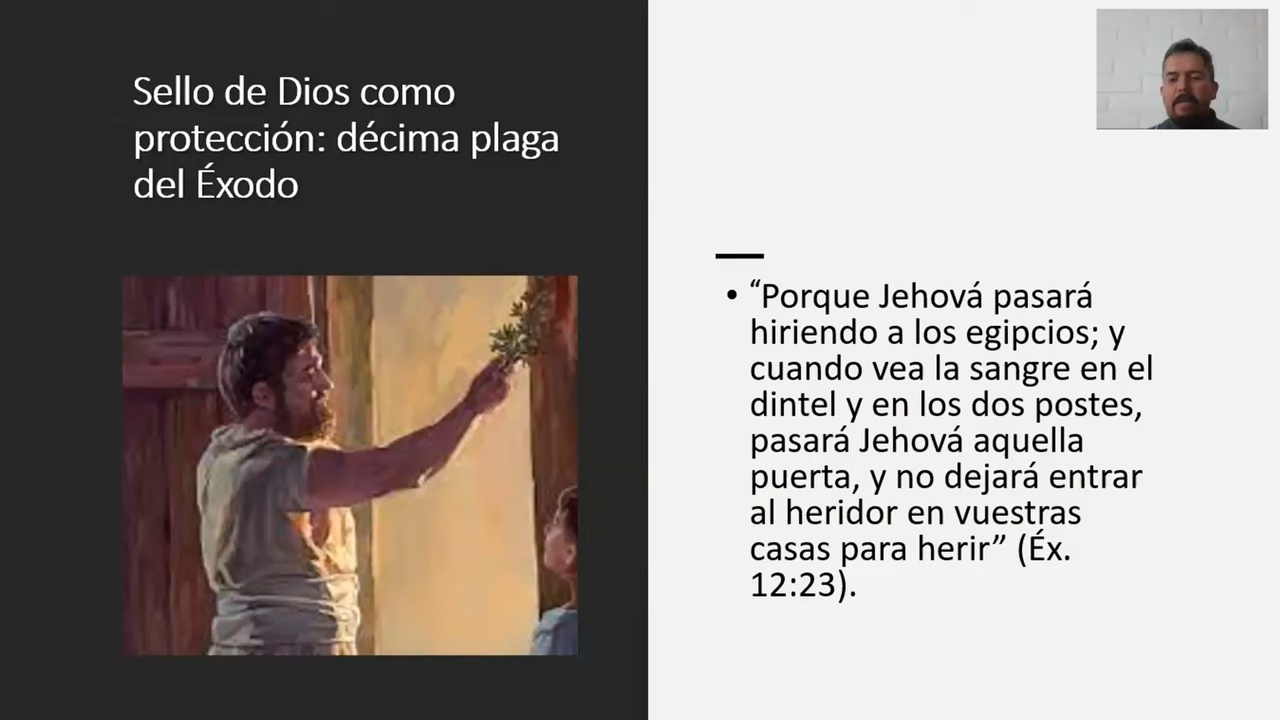 Sello de Dios como
protección: décima plaga
del Éxodo
• “Porque Jehová pasará
hiriendo a los egipcios; y
cuando vea la sangre en el
dintel y en los dos postes,
pasará Jehová aquella
puerta, y no dejará entrar
al heridor en vuestras
casas para herir” (Éx.
12:23).